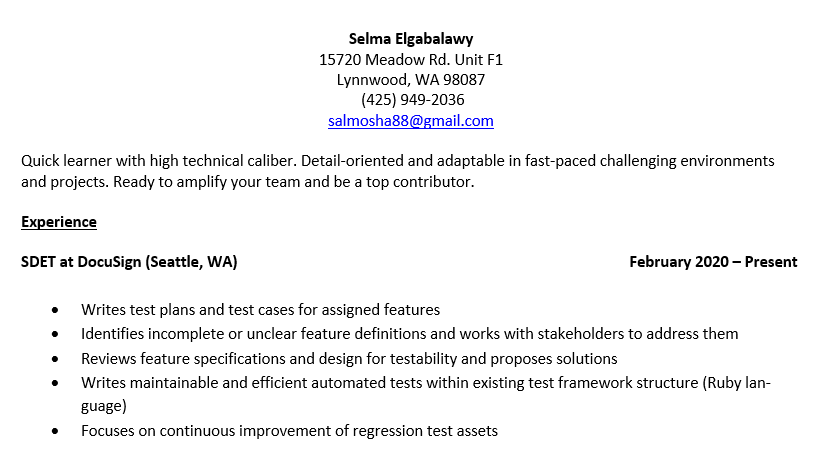 Selma Elgabalawy
15720 Meadow Rd. Unit F1
Lynnwood, WA 98087
(425) 949-2036
salmosha88@gmail.com
Quick learner with high technical caliber. Detail-oriented and adaptable in fast-paced challenging environments
and projects. Ready to amplify your team and be a top contributor.
Experience
SDET at DocuSign (Seattle, WA) February 2020 – Present
• Writes test plans and test cases for assigned features
• Identifies incomplete or unclear feature definitions and works with stakeholders to address them
• Reviews feature specifications and design for testability and proposes solutions
• Writes maintainable and efficient automated tests within existing test framework structure (Ruby lan-
guage)
• Focuses on continuous improvement of regression test assets